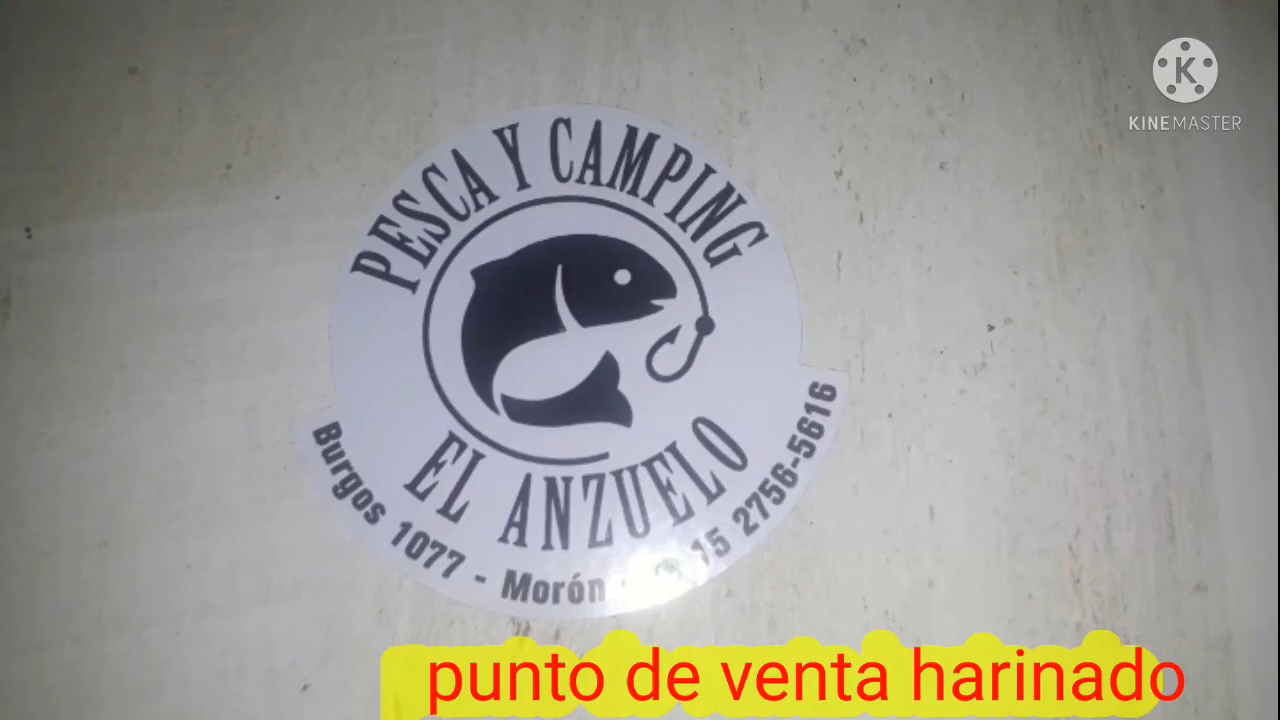 KINEMASTER
PESCA Y CAMPING
EL ANZUELO
Burgos 1077 - Morón 15 2756-5616
punto de venta harinado